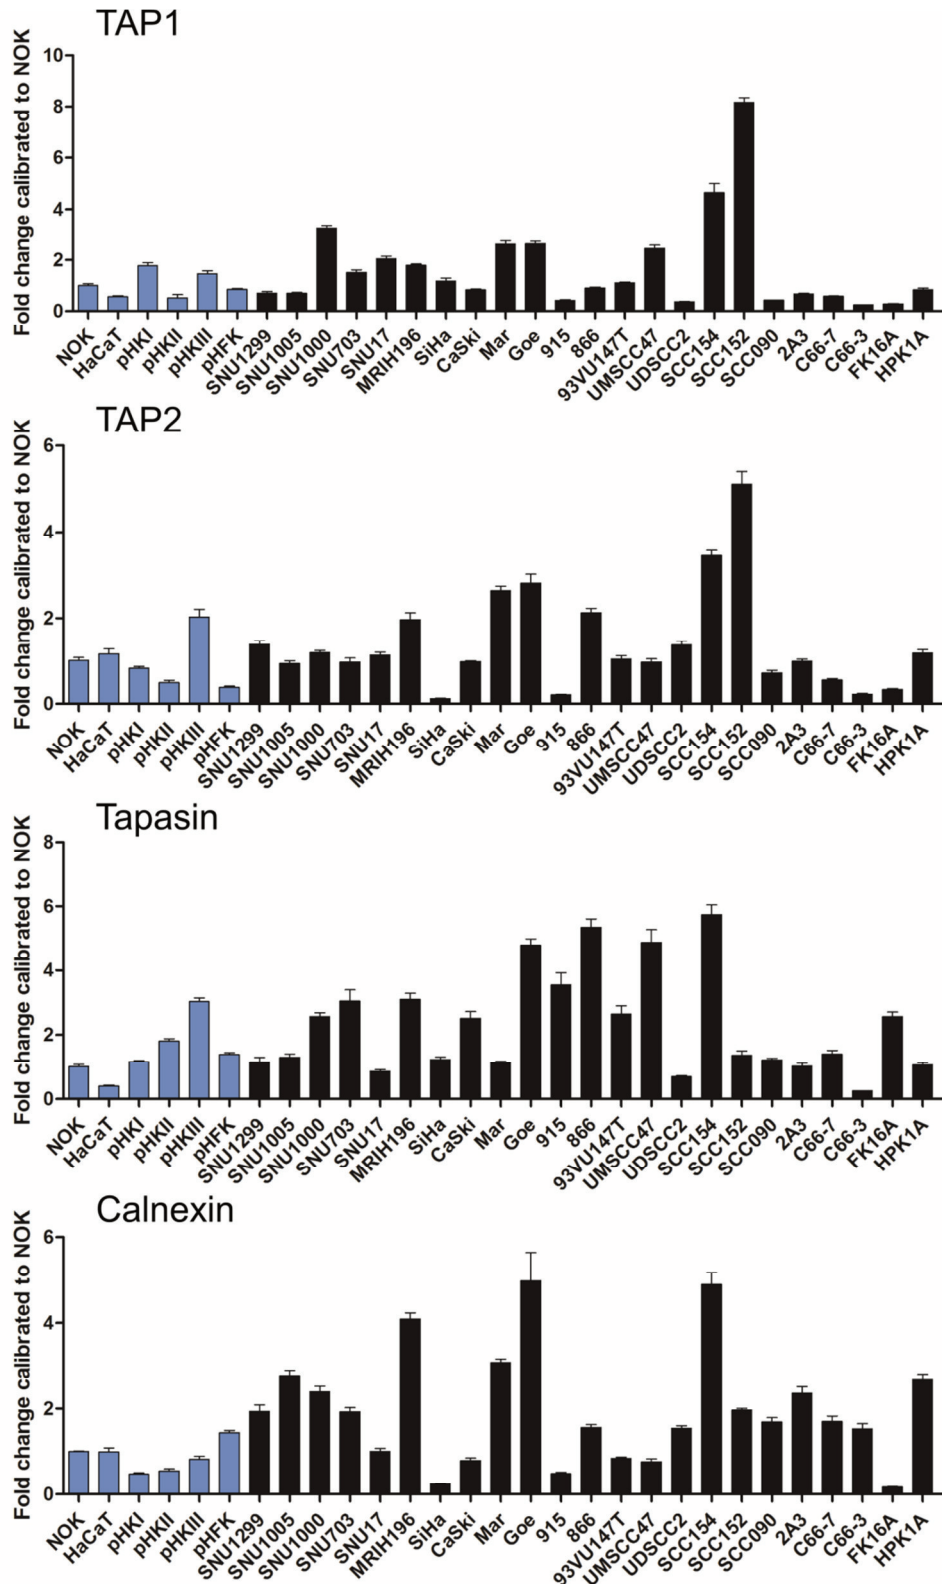 TAP1
Fold change calibrated to NOK
10
8
6
4
2
0
NOK
HaCaT
pHKI
pHKII
pHKIII
pHFK
SNU1299
SNU1005
SNU1000
SNU703
SNU17
MRIH196
SiHa
CaSki
Mar
Goe
915
866
93VU147T
UMSCC47
UDSCC2
SCC154
SCC152
SCC090
2A3
C66-7
C66-3
FK16A
HPK1A
TAP2
Fold change calibrated to NOK
6
4
2
0
NOK
HaCaT
pHKI
pHKII
pHKIII
pHFK
SNU1299
SNU1005
SNU1000
SNU703
SNU17
MRIH196
SiHa
CaSki
Mar
Goe
915
866
93VU147T
UMSCC47
UDSCC2
SCC154
SCC152
SCC090
2A3
C66-7
C66-3
FK16A
HPK1A
Tapasin
Fold change calibrated to NOK
8
6
4
2
0
NOK
HaCaT
pHKI
pHKII
pHKIII
pHFK
SNU1299
SNU1005
SNU1000
SNU703
SNU17
MRIH196
SiHa
CaSki
Mar
Goe
915
866
93VU147T
UMSCC47
UDSCC2
SCC154
SCC152
SCC090
2A3
C66-7
C66-3
FK16A
HPK1A
Calnexin
Fold change calibrated to NOK
6
4
2
0
NOK
HaCaT
pHKI
pHKII
pHKIII
pHFK
SNU1299
SNU1005
SNU1000
SNU703
SNU17
MRIH196
SiHa
CaSki
Mar
Goe
915
866
93VU147T
UMSCC47
UDSCC2
SCC154
SCC152
SCC090
2A3
C66-7
C66-3
FK16A
HPK1A